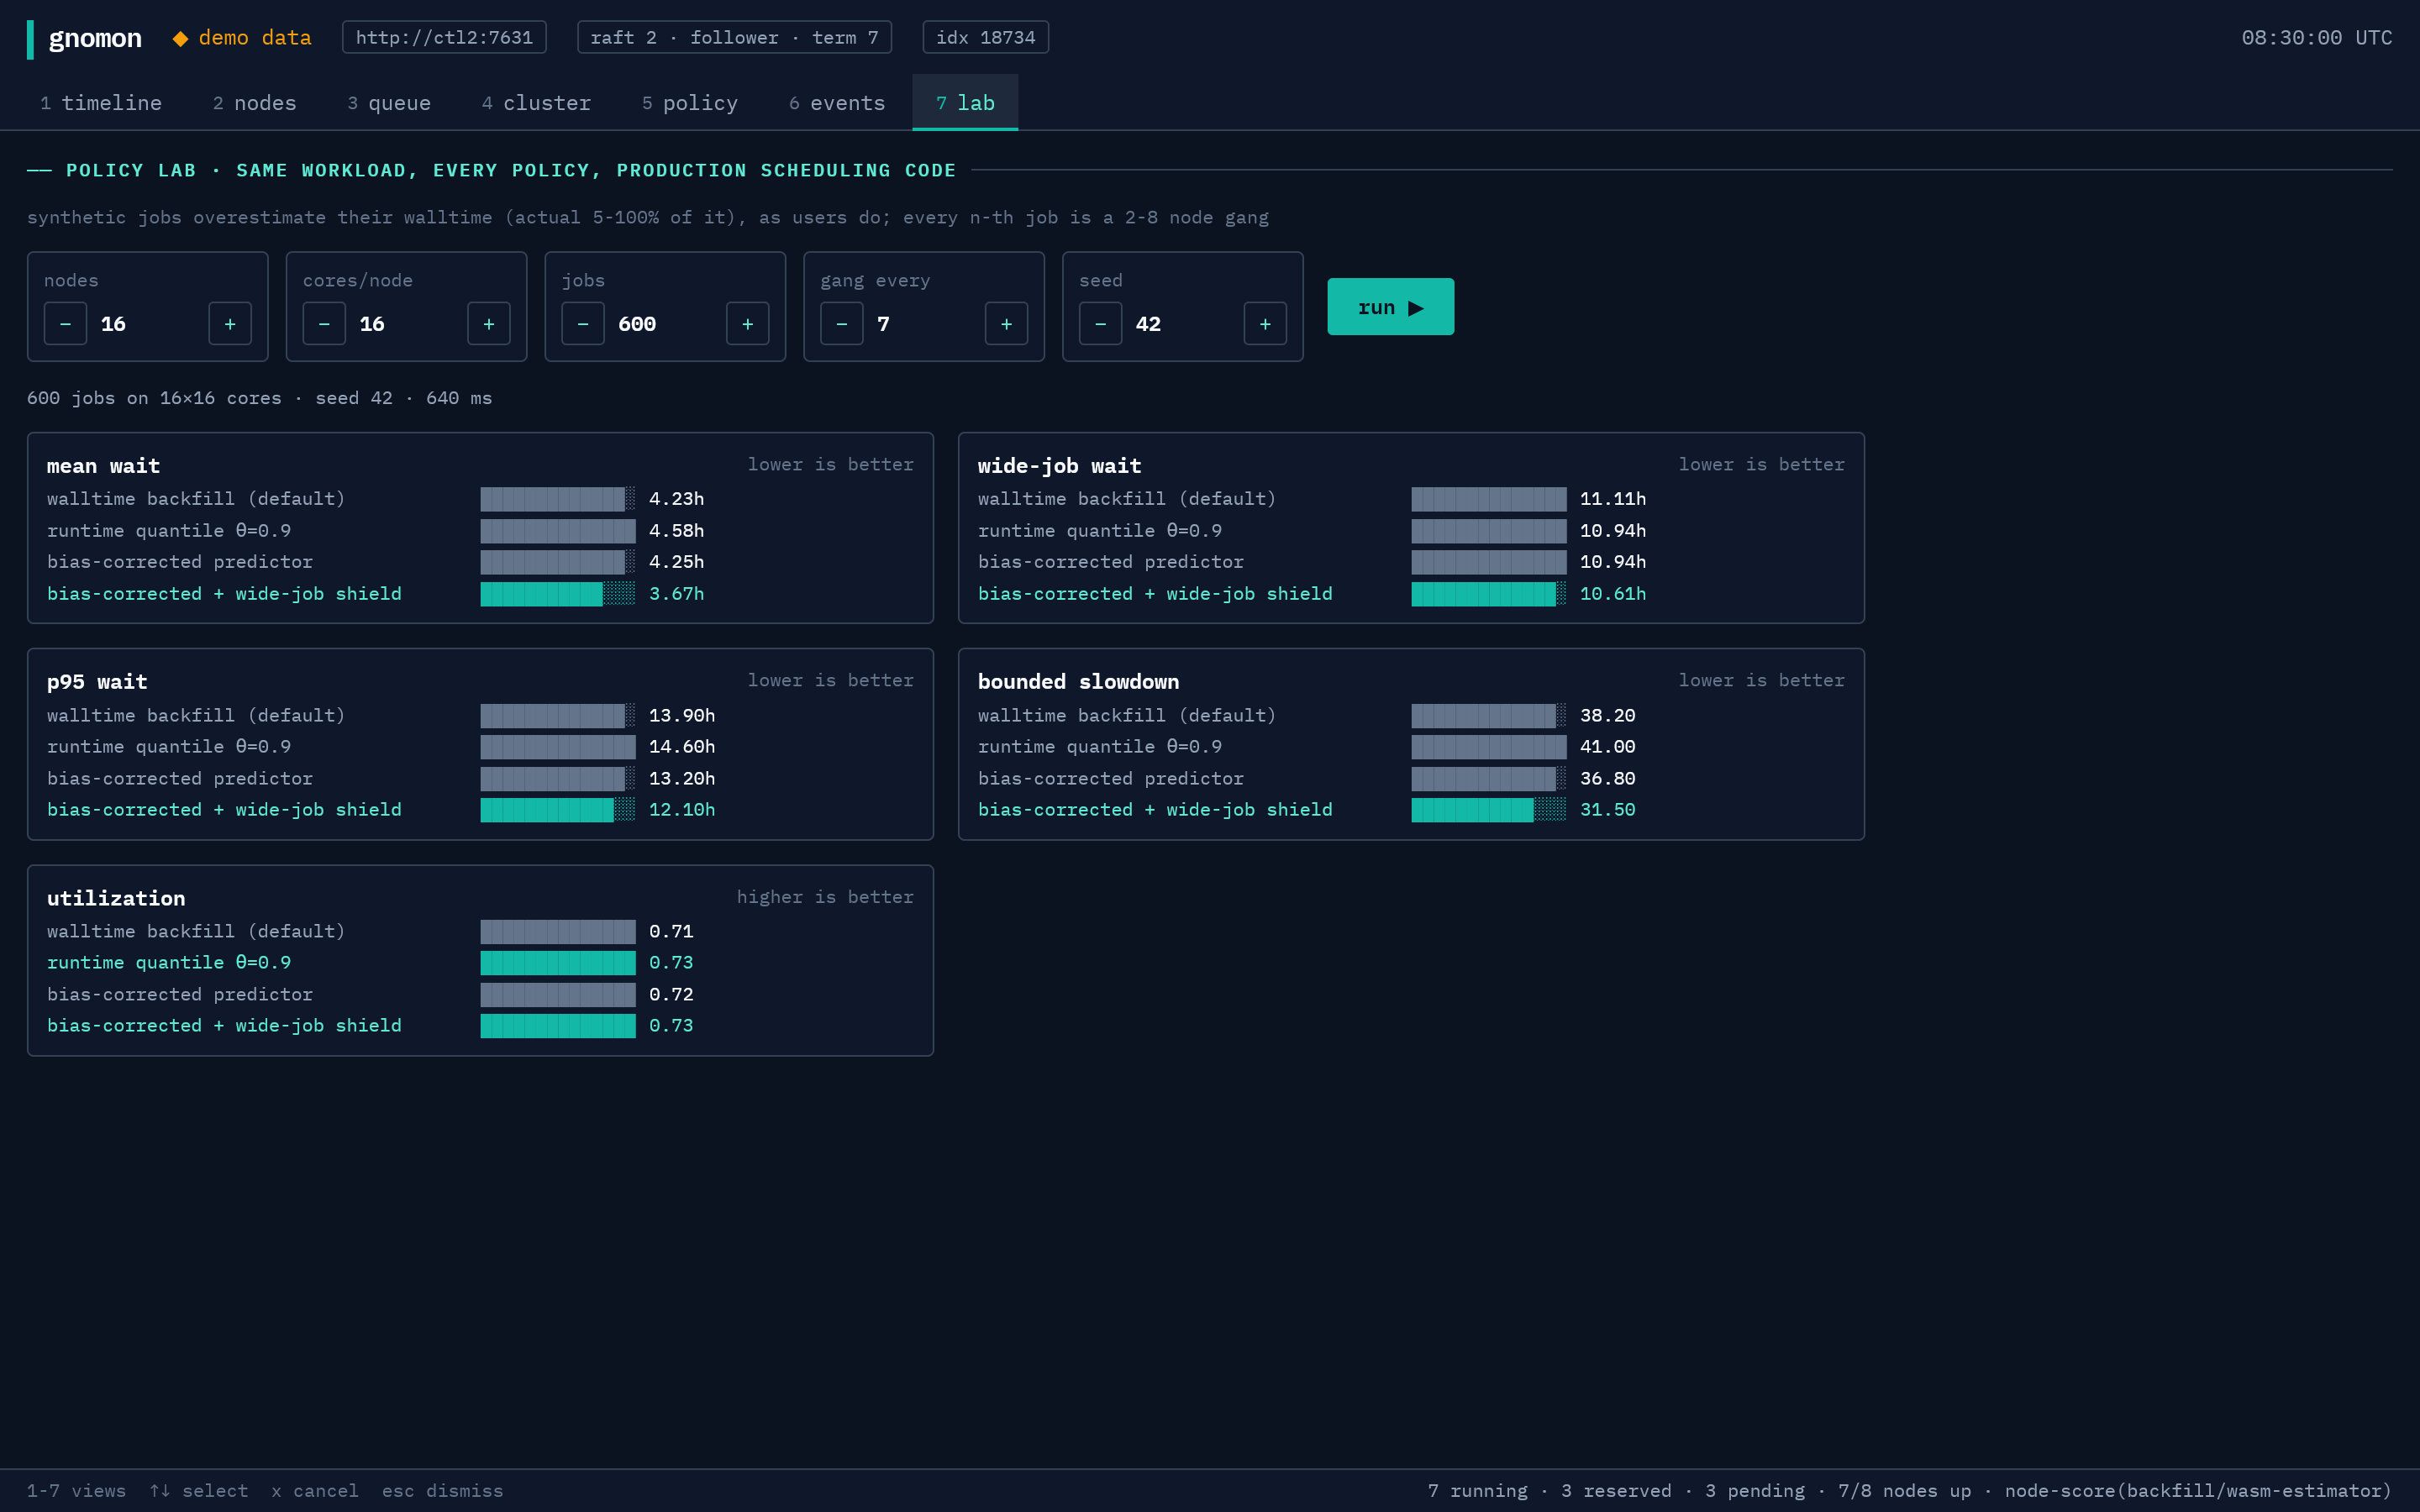 gnomon ◆ demo data http://ctl2:7631 raft 2 · follower · term 7 idx 18734 08:30:00 UTC
1 timeline 2 nodes 3 queue 4 cluster 5 policy 6 events 7 lab
—— POLICY LAB · SAME WORKLOAD, EVERY POLICY, PRODUCTION SCHEDULING CODE
synthetic jobs overestimate their walltime (actual 5-100% of it), as users do; every n-th job is a 2-8 node gang
nodes cores/node jobs gang every seed
− 16 + − 16 + − 600 + − 7 + − 42 + run ▶
600 jobs on 16×16 cores · seed 42 · 640 ms
mean wait lower is better
walltime backfill (default) 4.23h
runtime quantile θ=0.9 4.58h
bias-corrected predictor 4.25h
bias-corrected + wide-job shield 3.67h
wide-job wait lower is better
walltime backfill (default) 11.11h
runtime quantile θ=0.9 10.94h
bias-corrected predictor 10.94h
bias-corrected + wide-job shield 10.61h
p95 wait lower is better
walltime backfill (default) 13.90h
runtime quantile θ=0.9 14.60h
bias-corrected predictor 13.20h
bias-corrected + wide-job shield 12.10h
bounded slowdown lower is better
walltime backfill (default) 38.20
runtime quantile θ=0.9 41.00
bias-corrected predictor 36.80
bias-corrected + wide-job shield 31.50
utilization higher is better
walltime backfill (default) 0.71
runtime quantile θ=0.9 0.73
bias-corrected predictor 0.72
bias-corrected + wide-job shield 0.73
1-7 views ↑↓ select x cancel esc dismiss 7 running · 3 reserved · 3 pending · 7/8 nodes up · node-score(backfill/wasm-estimator)